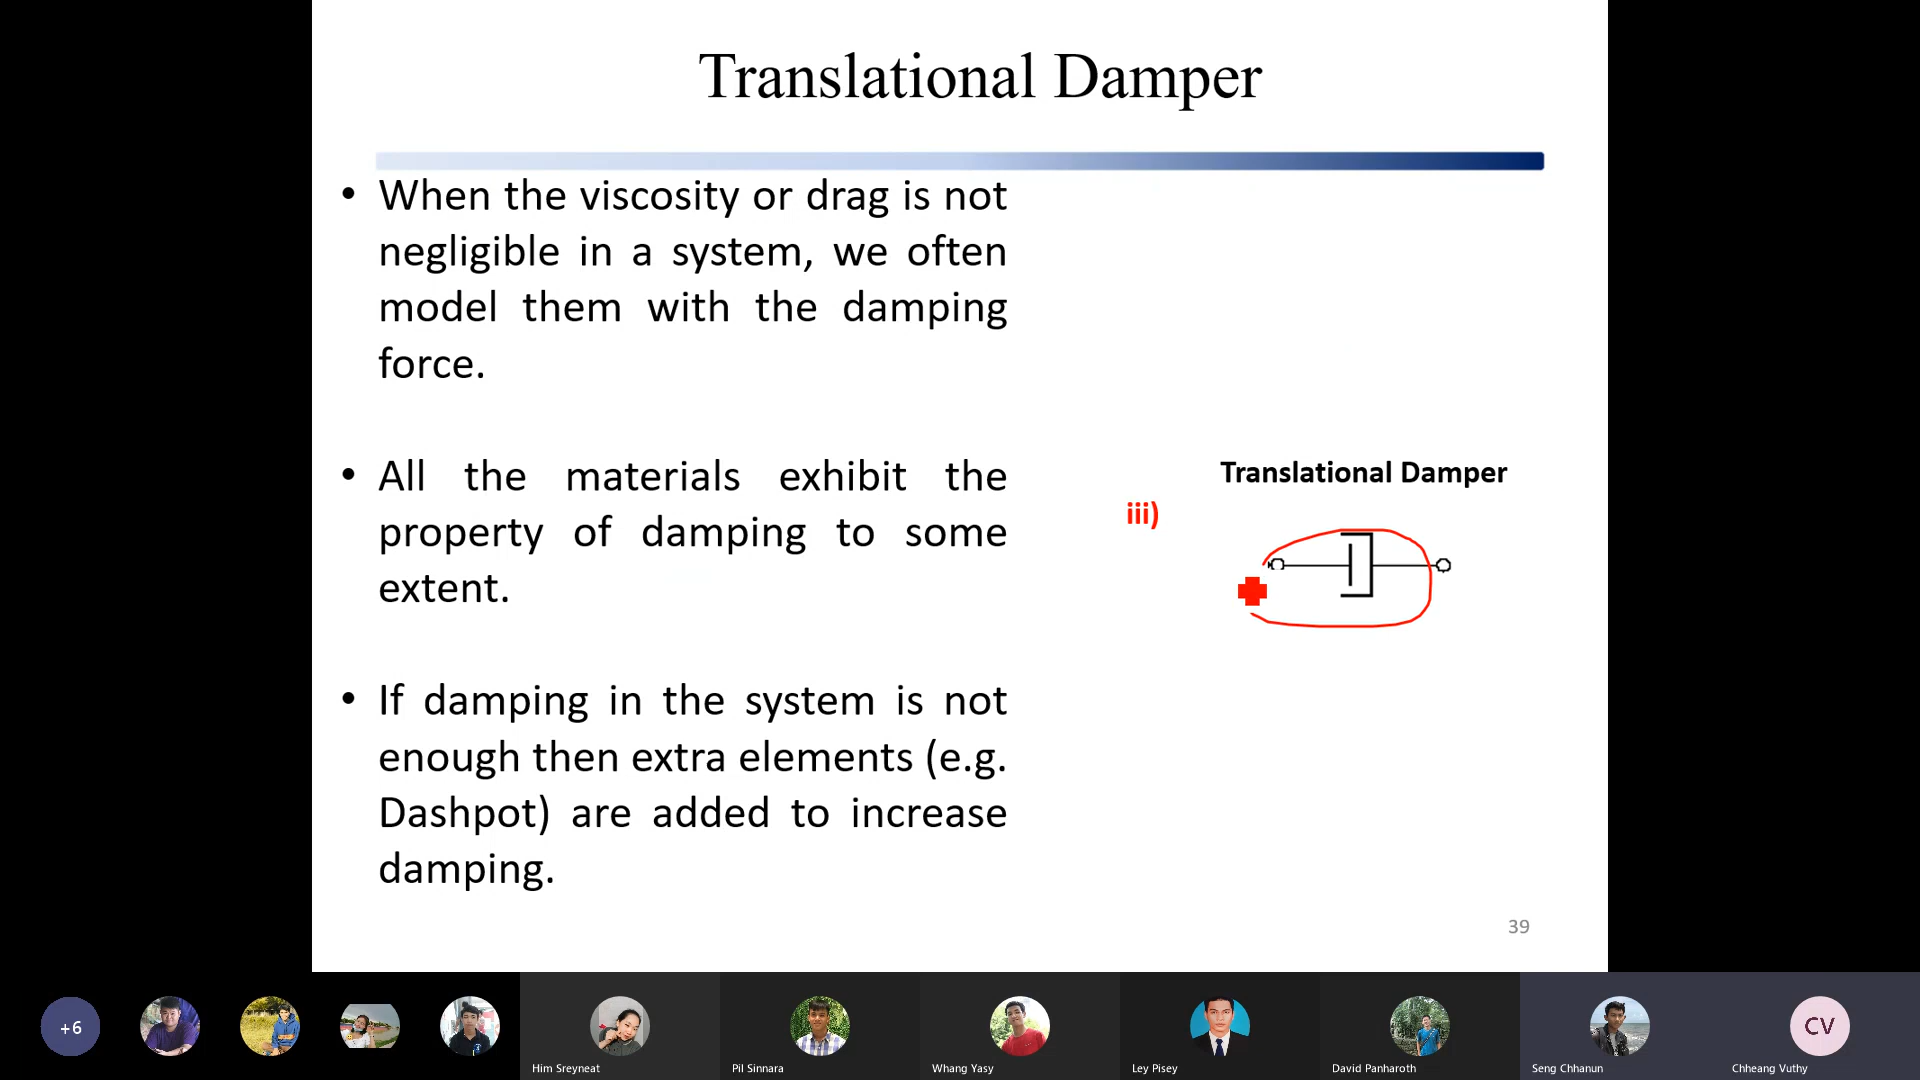 Translational Damper
• When the viscosity or drag is not
negligible in a system, we often
model them with the damping
force.
• All the materials exhibit the
property of damping to some
extent.
• If damping in the system is not
enough then extra elements (e.g.
Dashpot) are added to increase
damping.
Translational Damper
iii)
39
+6
Him Sreyneat
Pil Sinnara
Whang Yasy
Ley Pisey
David Panharoth
Seng Chhanun
CV
Chheang Vuthy